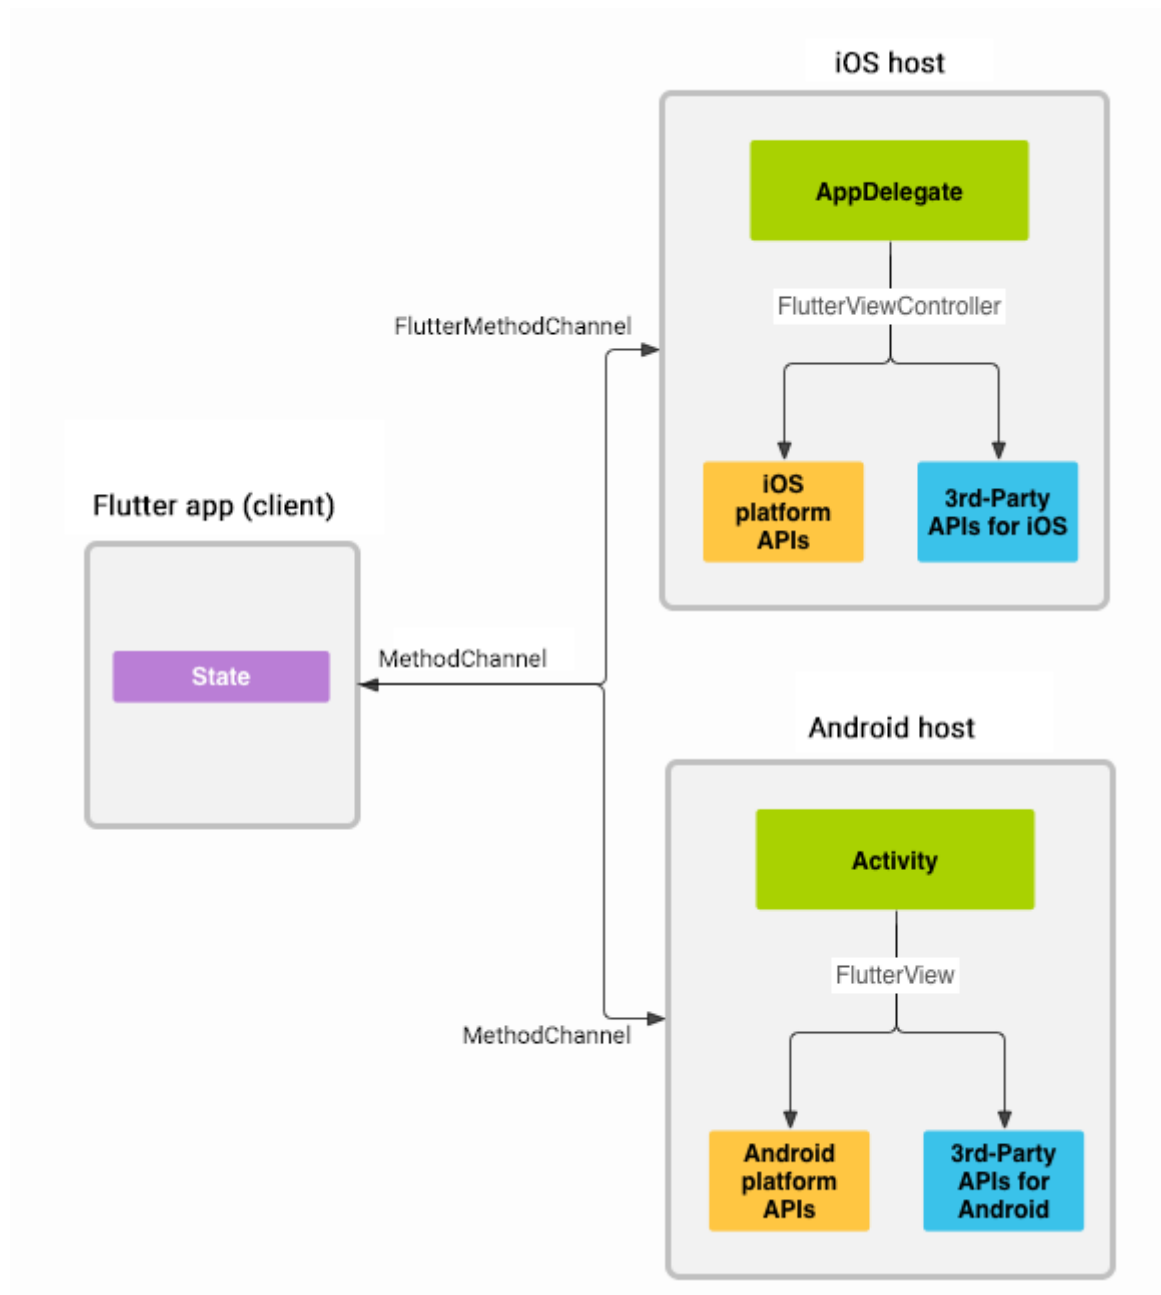 iOS host
AppDelegate
FlutterViewController
FlutterMethodChannel
iOS
platform
APIs
3rd-Party
APIs for iOS
Flutter app (client)
State
MethodChannel
Android host
Activity
FlutterView
MethodChannel
Android
platform
APIs
3rd-Party
APIs for
Android